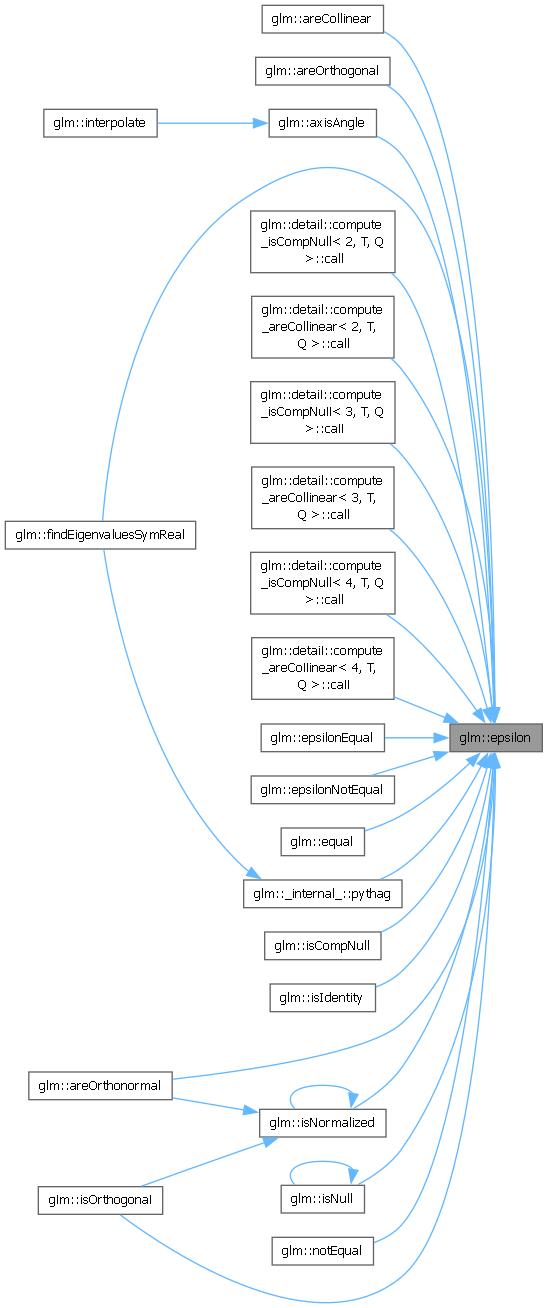 glm::areCollinear
glm::areOrthogonal
glm::interpolate
glm::axisAngle
glm::detail::compute
_isCompNull< 2, T, Q
>::call
glm::detail::compute
_areCollinear< 2, T,
Q >::call
glm::detail::compute
_isCompNull< 3, T, Q
>::call
glm::detail::compute
_areCollinear< 3, T,
Q >::call
glm::findEigenvaluesSymReal
glm::detail::compute
_isCompNull< 4, T, Q
>::call
glm::detail::compute
_areCollinear< 4, T,
Q >::call
glm::epsilonEqual
glm::epsilon
glm::epsilonNotEqual
glm::equal
glm::_internal_::pythag
glm::isCompNull
glm::isIdentity
glm::areOrthonormal
glm::isNormalized
glm::isOrthogonal
glm::isNull
glm::notEqual